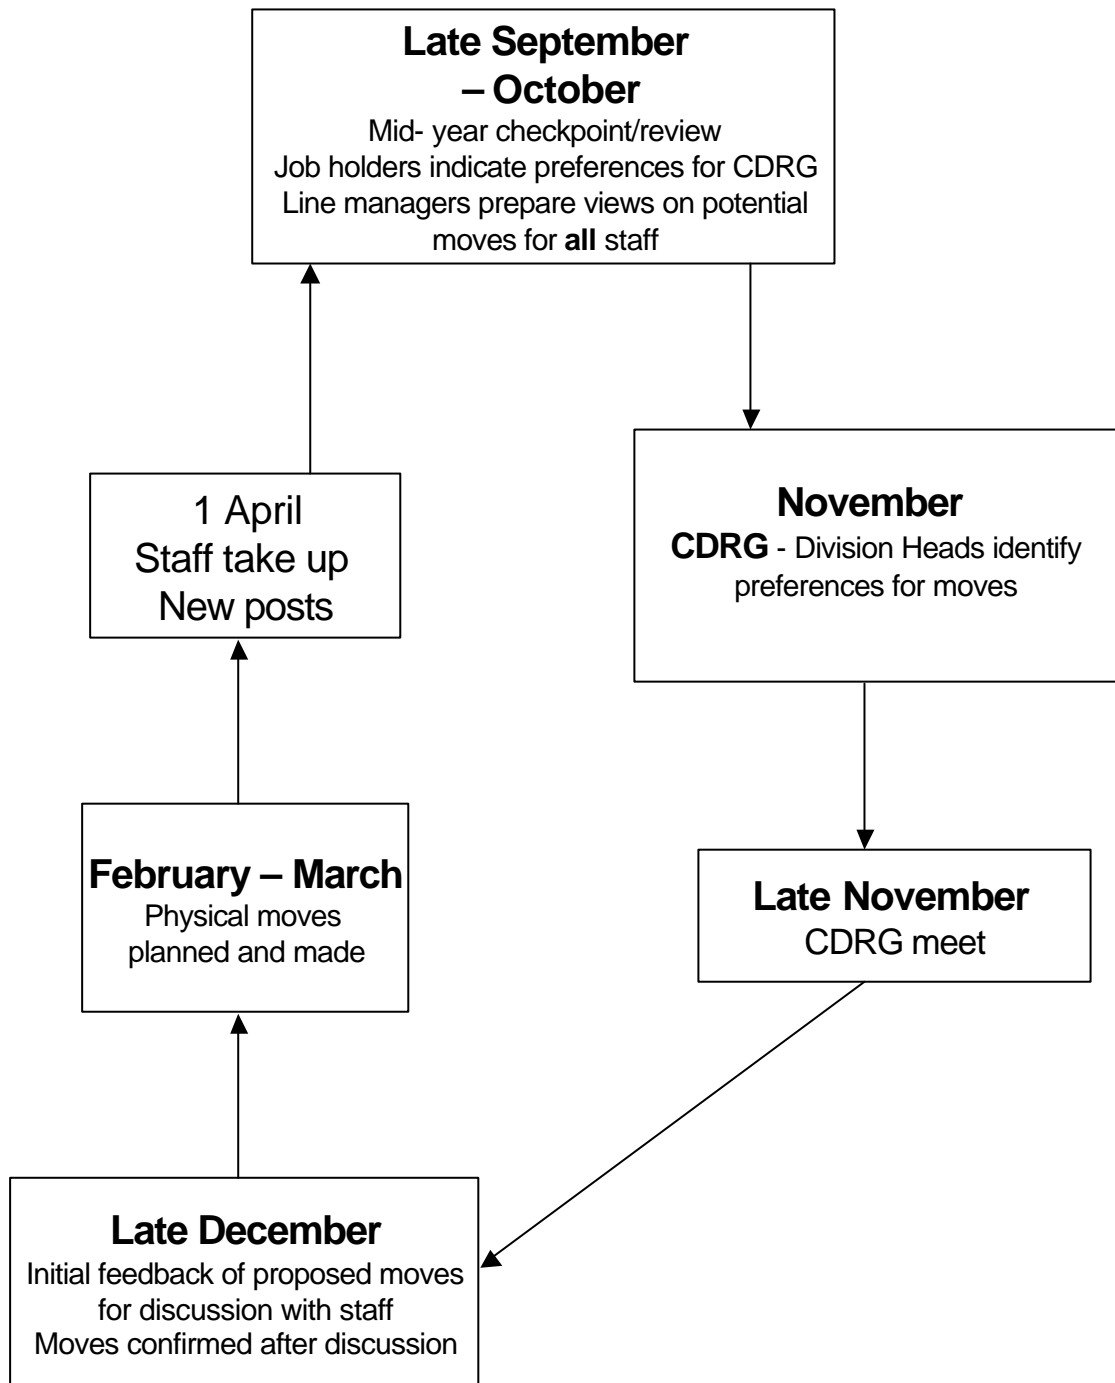 Late September
– October
Mid- year checkpoint/review
Job holders indicate preferences for CDRG
Line managers prepare views on potential
moves for all staff
November
CDRG - Division Heads identify
preferences for moves
Late November
CDRG meet
Late December
Initial feedback of proposed moves
for discussion with staff
Moves confirmed after discussion
February – March
Physical moves
planned and made
1 April
Staff take up
New posts